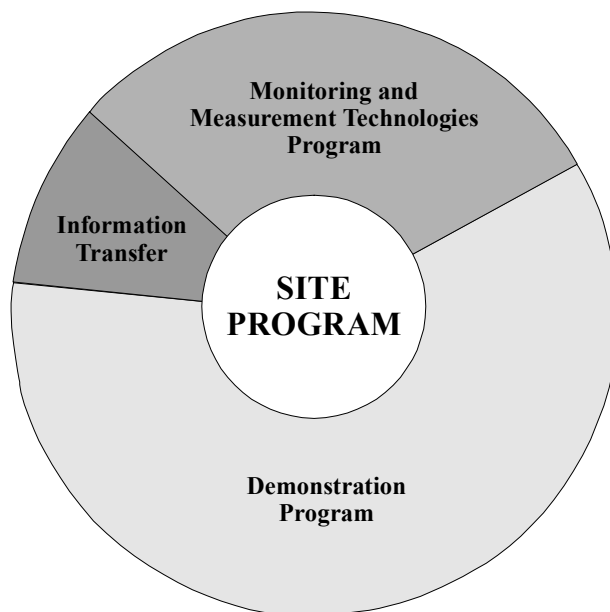 Monitoring and
Measurement Technologies
Program
Information
Transfer
SITE
PROGRAM
Demonstration
Program